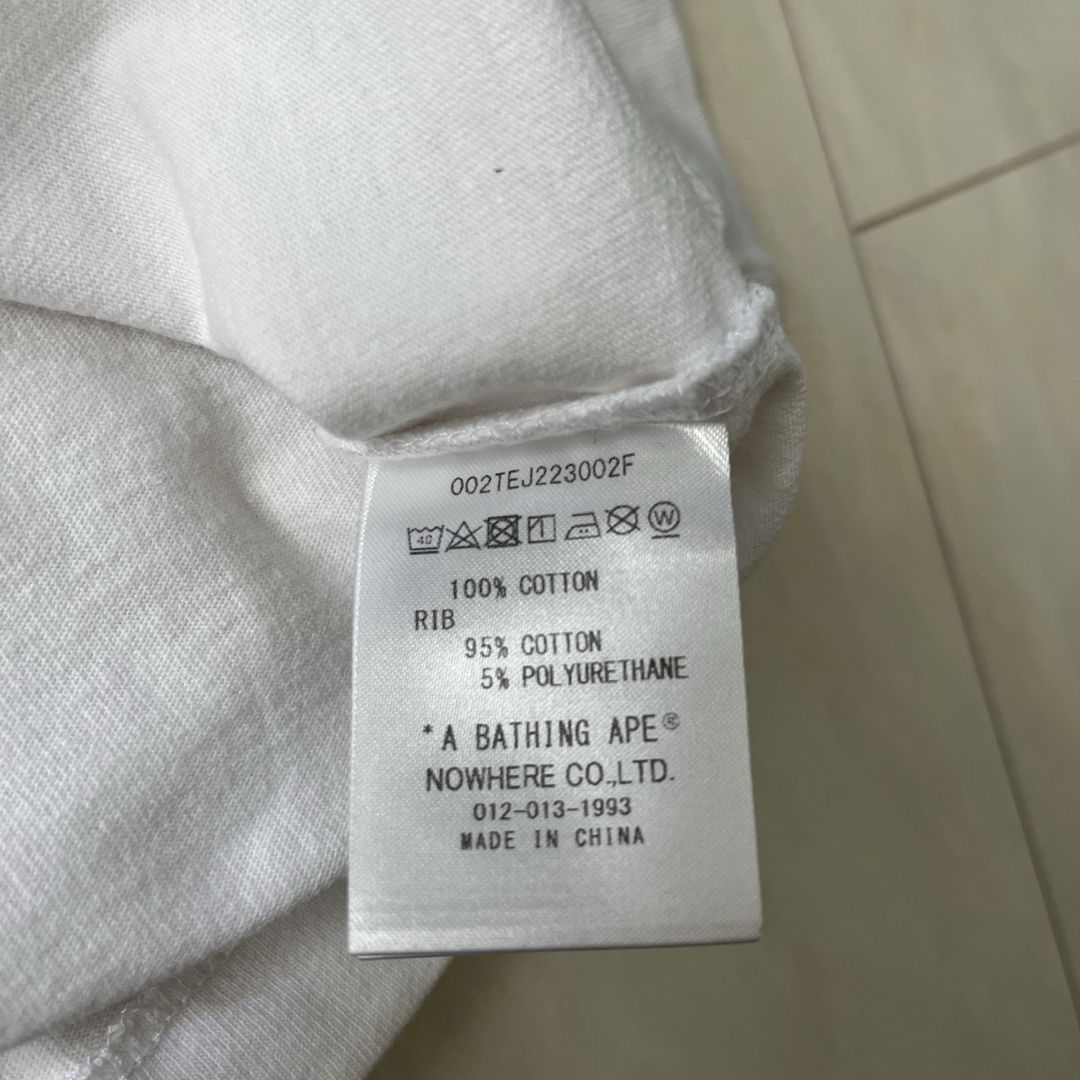 002TEJ223002F
40 W
100% COTTON
RIB
95% COTTON
5% POLYURETHANE
*A BATHING APE®
NOWHERE CO.,LTD.
012-013-1993
MADE IN CHINA